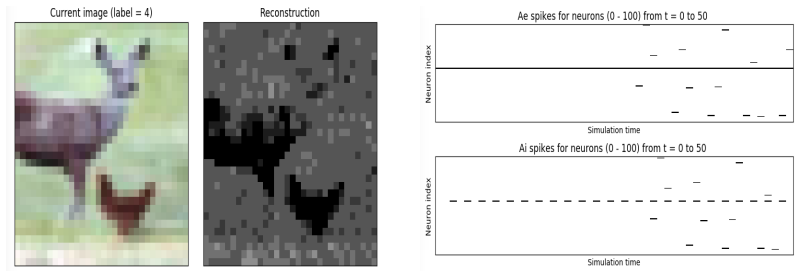 Current image (label = 4)
Reconstruction
Ae spikes for neurons (0 - 100) from t = 0 to 50
Neuron index
Simulation time
Ai spikes for neurons (0 - 100) from t = 0 to 50
Neuron index
Simulation time